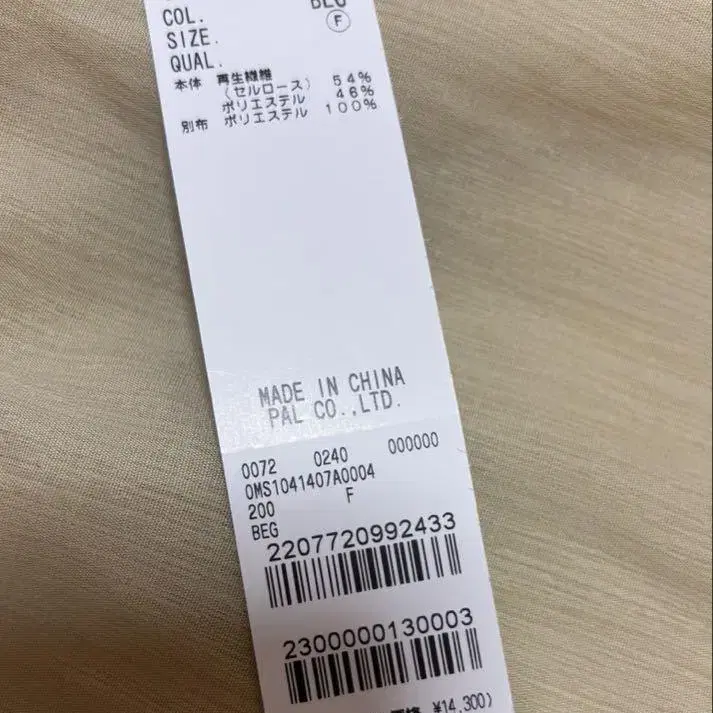 COL. BEG
SIZE. F
QUAL.
本体 再生繊維
(セルロース) 54%
ポリエステル 46%
別布 ポリエステル 100%
MADE IN CHINA
PAL CO.,LTD.
0072 0240 000000
0MS1041407A0004
200 F
BEG
2207720992433
2300000130003
¥14,300)